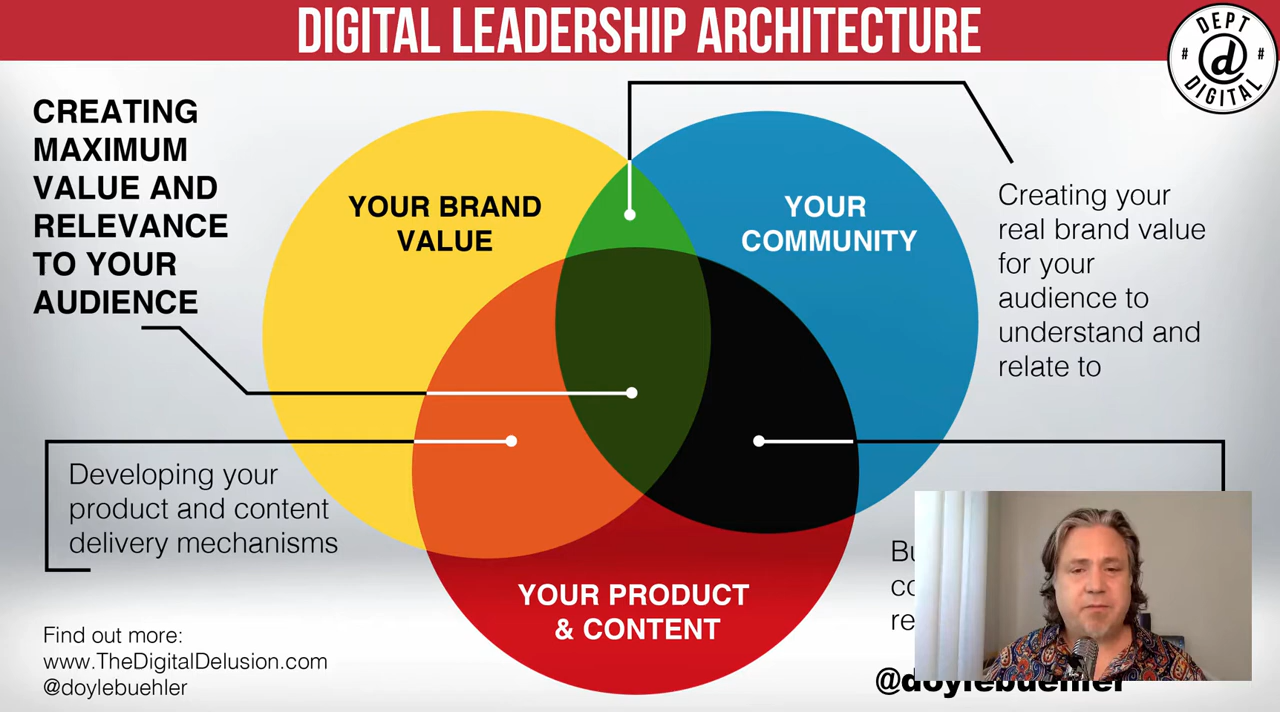 DIGITAL LEADERSHIP ARCHITECTURE
DEPT
# @ #
DIGITAL
CREATING
MAXIMUM
VALUE AND
RELEVANCE
TO YOUR
AUDIENCE
YOUR BRAND
VALUE
YOUR
COMMUNITY
Creating your
real brand value
for your
audience to
understand and
relate to
Developing your
product and content
delivery mechanisms
YOUR PRODUCT
& CONTENT
Find out more:
www.TheDigitalDelusion.com
@doylebuehler
@doylebuehler